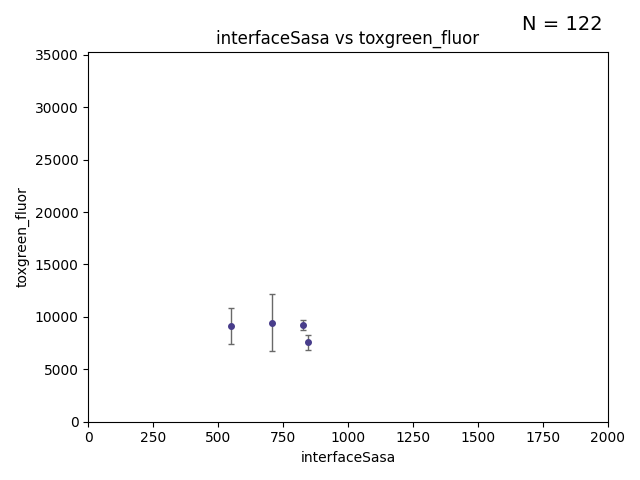 N = 122
interfaceSasa vs toxgreen_fluor
35000
30000
25000
20000
15000
10000
5000
0
toxgreen_fluor
0 250 500 750 1000 1250 1500 1750 2000
interfaceSasa